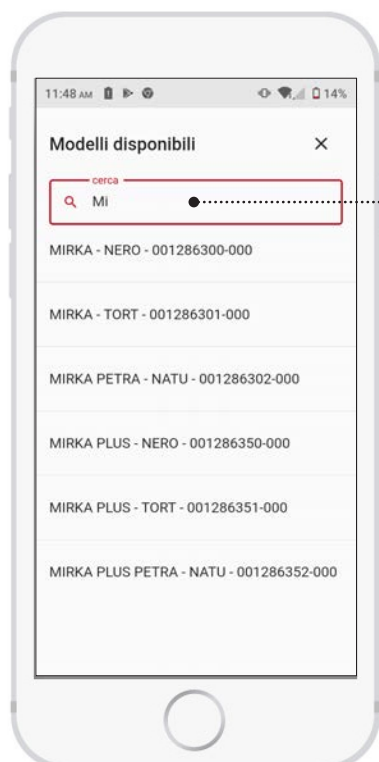 11:48 AM 14%
Modelli disponibili
cerca
Mi
MIRKA - NERO - 001286300-000
MIRKA - TORT - 001286301-000
MIRKA PETRA - NATU - 001286302-000
MIRKA PLUS - NERO - 001286350-000
MIRKA PLUS - TORT - 001286351-000
MIRKA PLUS PETRA - NATU - 001286352-000